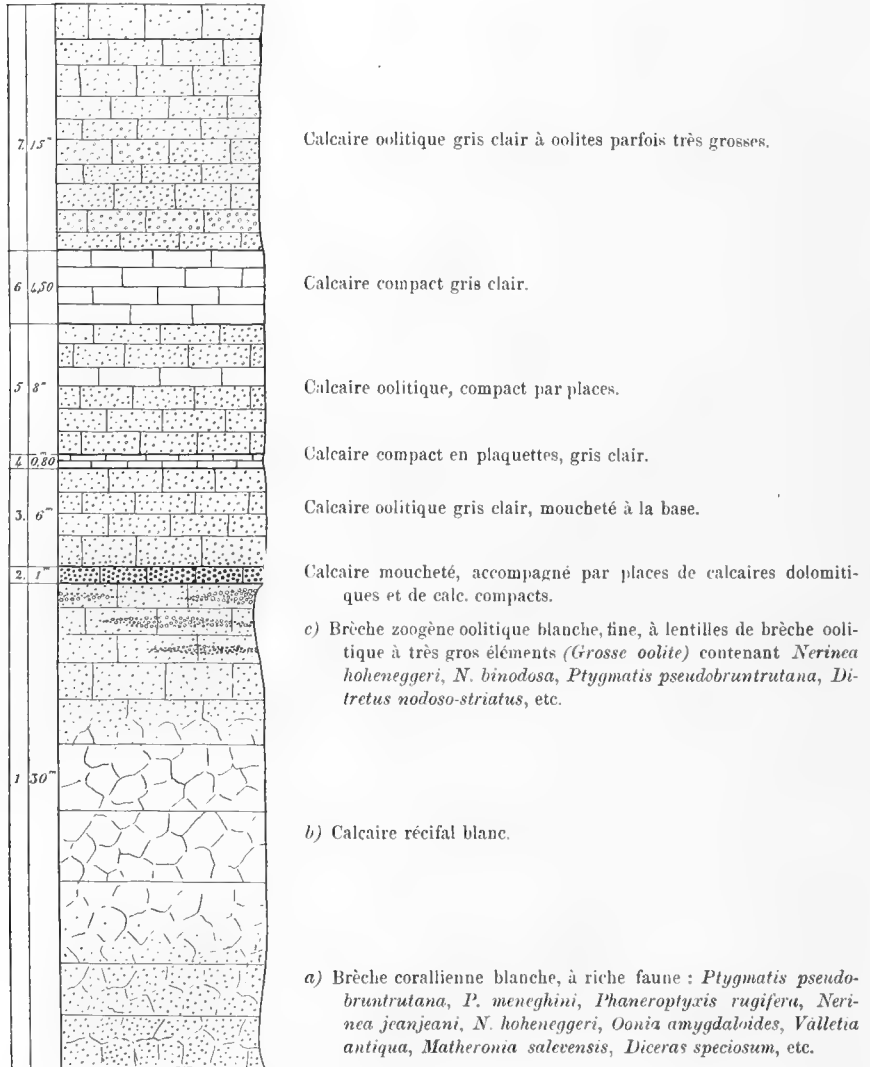 7. 15m
Calcaire oolitique gris clair à oolites parfois très grosses.
6 4,50
Calcaire compact gris clair.
5 8m
Calcaire oolitique, compact par places.
4 0,80m
Calcaire compact en plaquettes, gris clair.
3. 6m
Calcaire oolitique gris clair, moucheté à la base.
2. 1m
Calcaire moucheté, accompagné par places de calcaires dolomiti-
ques et de calc. compacts.
c) Brèche zoogène oolitique blanche, fine, à lentilles de brèche ooli-
tique à très gros éléments (Grosse oolite) contenant Nerinea
hoheneggeri, N. binodosa, Ptygmatis pseudobruntrutana, Di-
tretus nodoso-striatus, etc.
1 30m
b) Calcaire récifal blanc.
a) Brèche corallienne blanche, à riche faune : Ptygmatis pseudo-
bruntrutana, P. meneghini, Phaneroptyxis rugifera, Neri-
nea jeanjeani, N. hoheneggeri, Oonia amygdaloides, Valletia
antiqua, Matheronia salevensis, Diceras speciosum, etc.